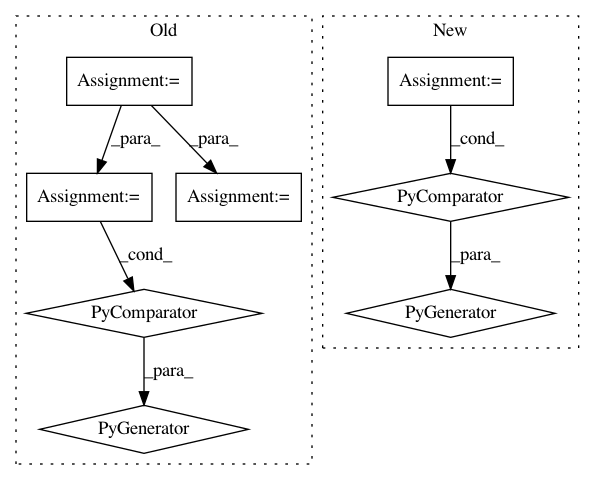 Old
New
Assignment:=
Assignment:=
_para_
_para_
_cond_
Assignment:=
Assignment:=
PyComparator
_cond_
_para_
PyComparator
PyGenerator
_para_
PyGenerator